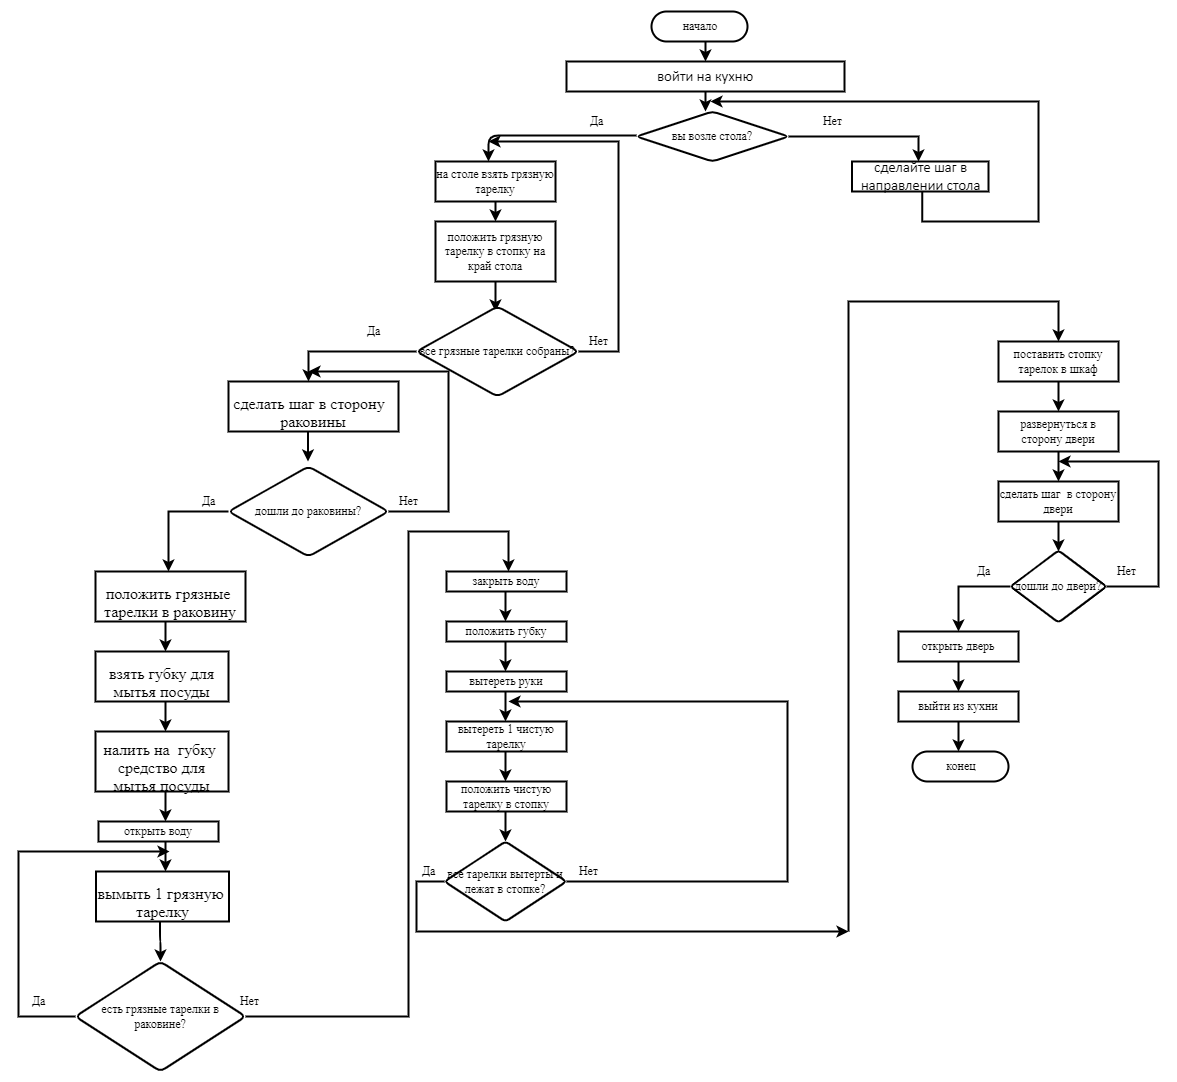 начало
войти на кухню
вы возле стола?
Да
Нет
сделайте шаг в
направлении стола
на столе взять грязную
тарелку
положить грязную
тарелку в стопку на
край стола
все грязные тарелки собраны?
Да
Нет
сделать шаг в сторону
раковины
дошли до раковины?
Да
Нет
положить грязные
тарелки в раковину
взять губку для
мытья посуды
налить на  губку
средство для
мытья посуды
открыть воду
вымыть 1 грязную
тарелку
есть грязные тарелки в
раковине?
Да
Нет
закрыть воду
положить губку
вытереть руки
вытереть 1 чистую
тарелку
положить чистую
тарелку в стопку
все тарелки вытерты и
лежат в стопке?
Да
Нет
поставить стопку
тарелок в шкаф
развернуться в
сторону двери
сделать шаг  в сторону
двери
дошли до двери?
Да
Нет
открыть дверь
выйти из кухни
конец